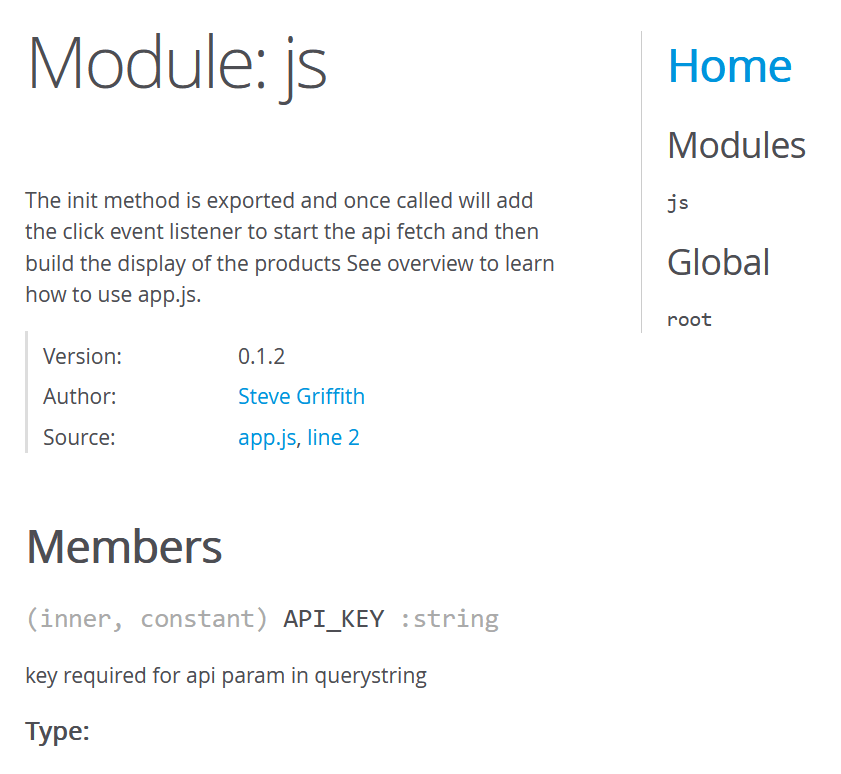 Module: js
The init method is exported and once called will add
the click event listener to start the api fetch and then
build the display of the products See overview to learn
how to use app.js.
Version: 0.1.2
Author: Steve Griffith
Source: app.js, line 2
Members
(inner, constant) API_KEY :string
key required for api param in querystring
Type:
Home
Modules
js
Global
root